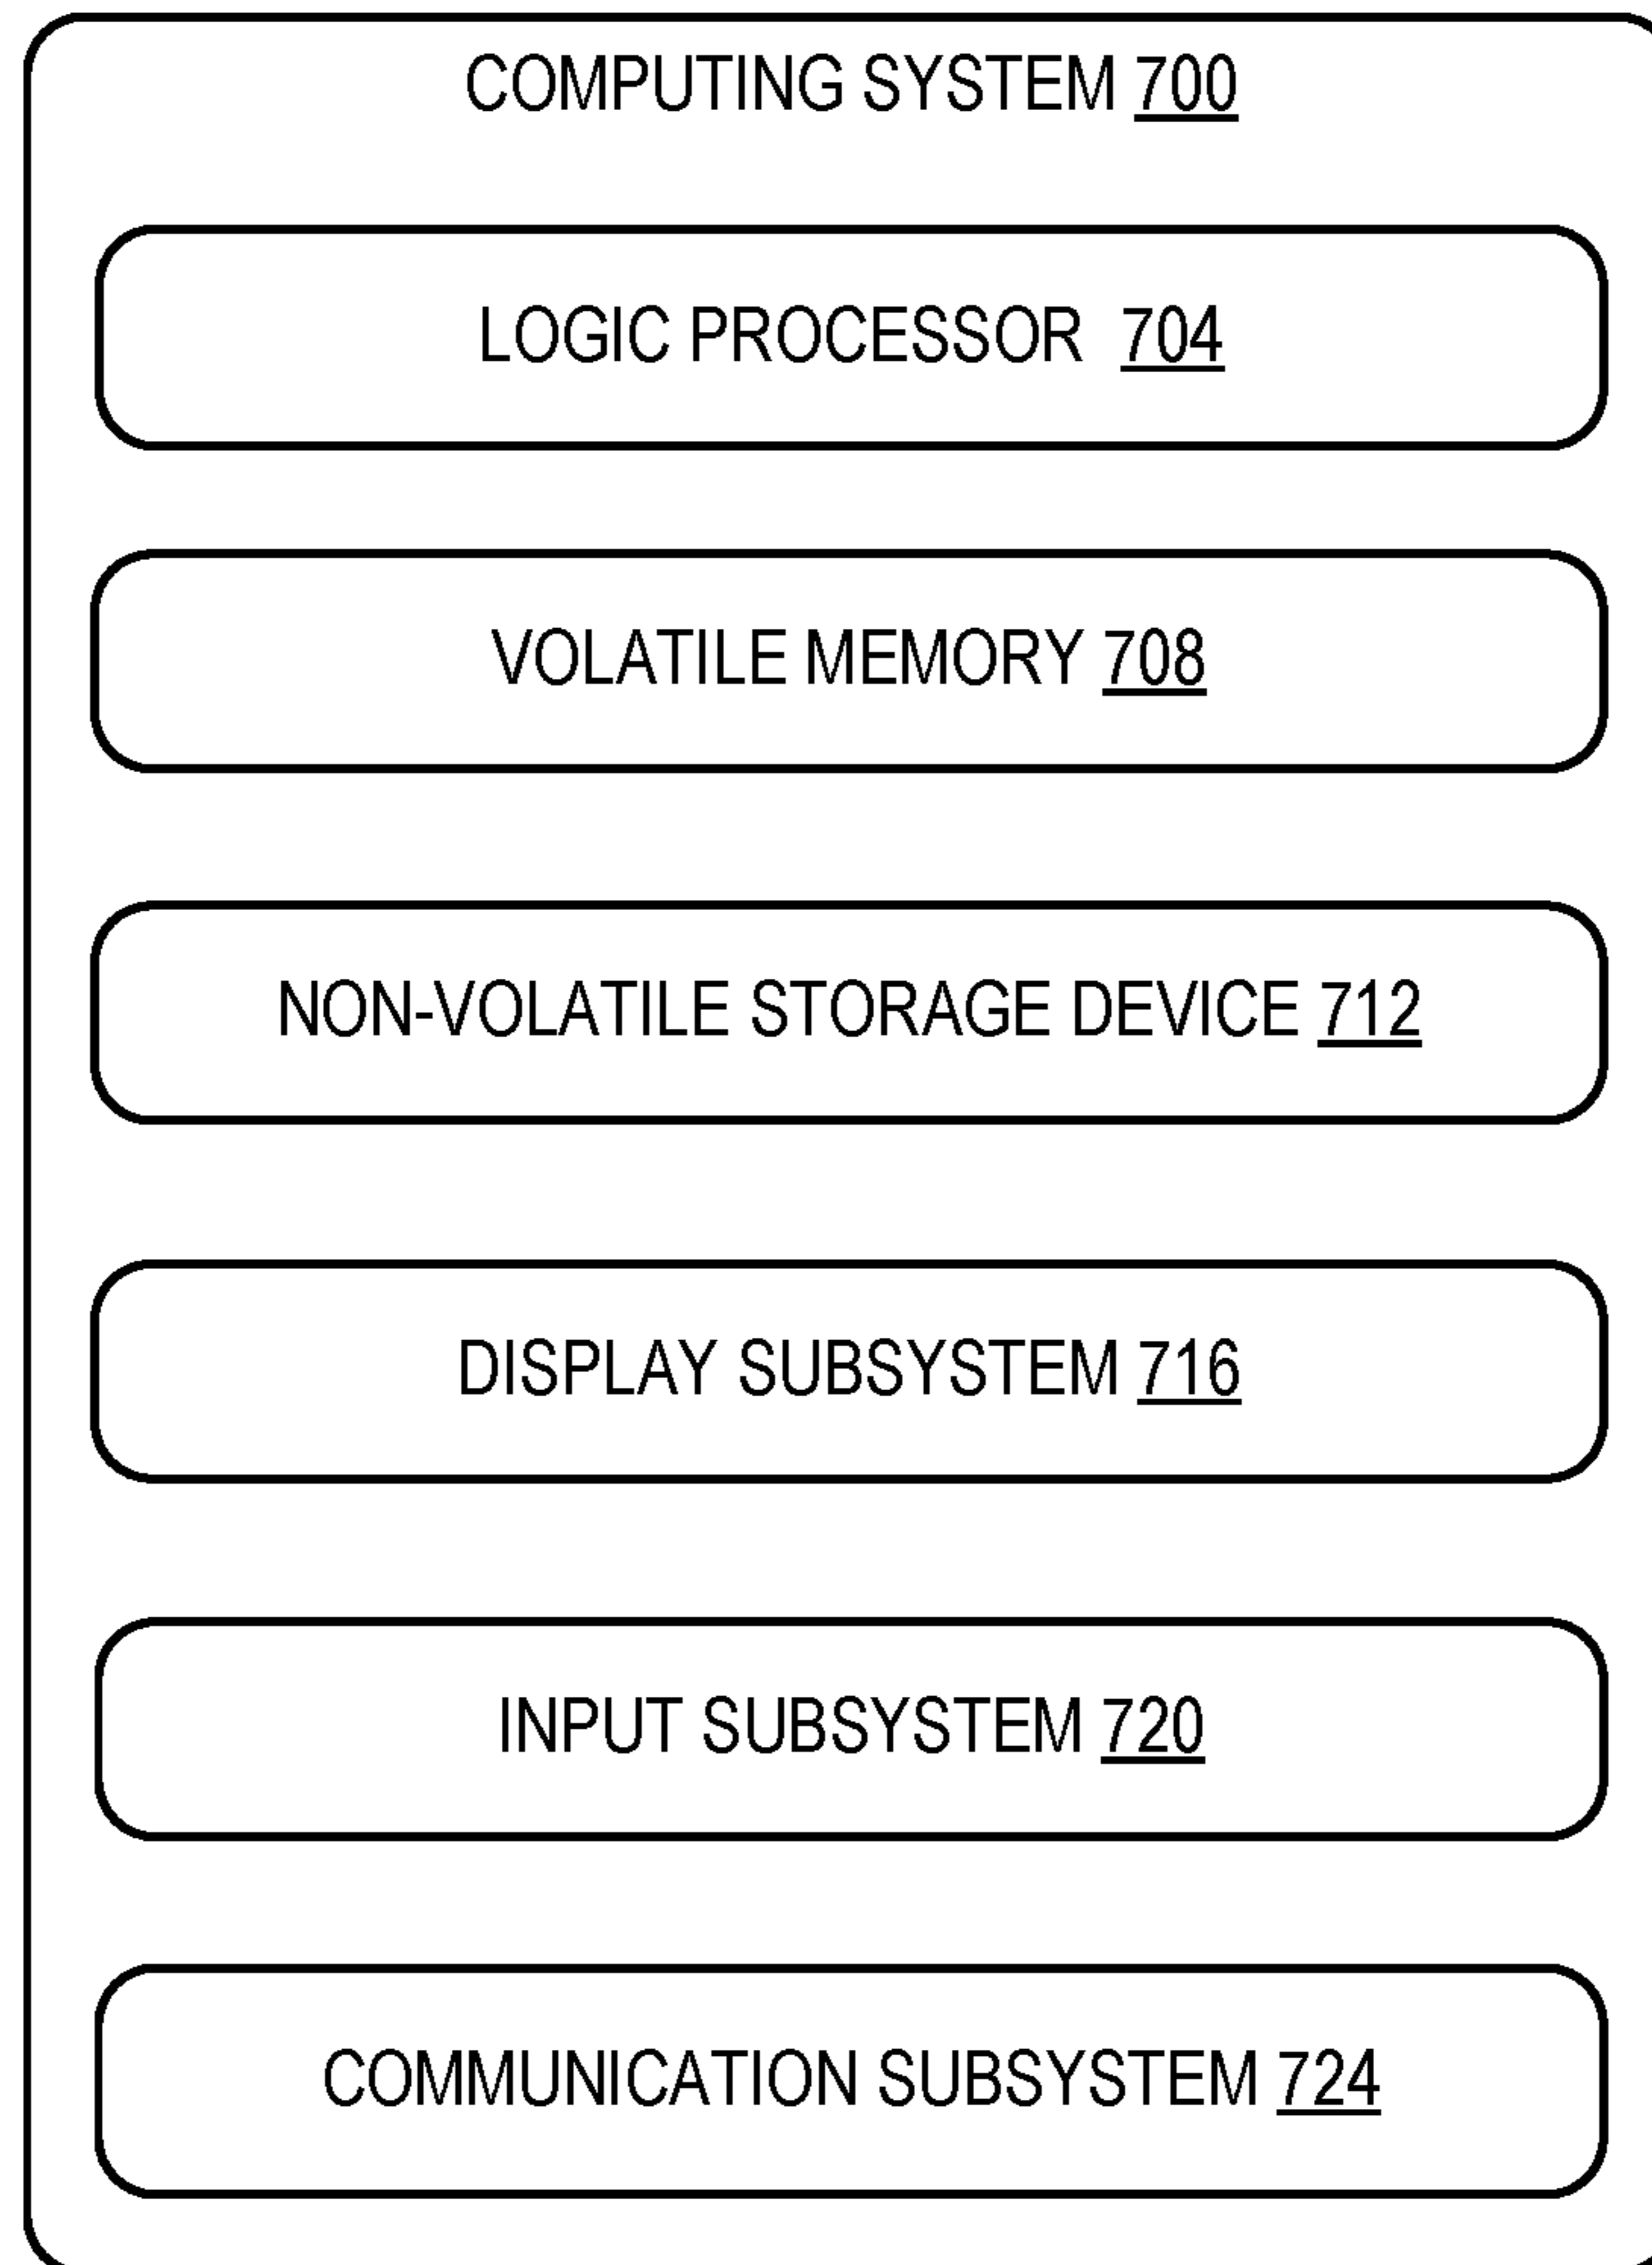 COMPUTING SYSTEM 700
LOGIC PROCESSOR 704
VOLATILE MEMORY 708
NON-VOLATILE STORAGE DEVICE 712
DISPLAY SUBSYSTEM 716
INPUT SUBSYSTEM 720
COMMUNICATION SUBSYSTEM 724